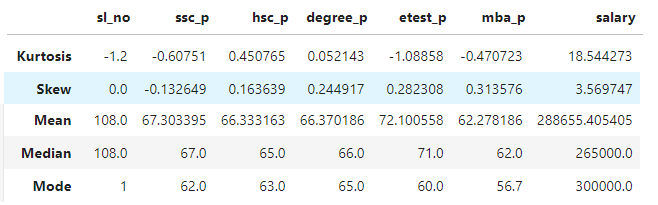 sl_no ssc_p hsc_p degree_p etest_p mba_p salary
Kurtosis -1.2 -0.60751 0.450765 0.052143 -1.08858 -0.470723 18.544273
Skew 0.0 -0.132649 0.163639 0.244917 0.282308 0.313576 3.569747
Mean 108.0 67.303395 66.333163 66.370186 72.100558 62.278186 288655.405405
Median 108.0 67.0 65.0 66.0 71.0 62.0 265000.0
Mode 1 62.0 63.0 65.0 60.0 56.7 300000.0